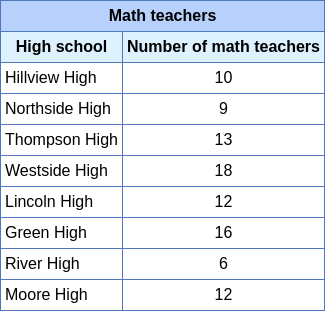 Math teachers
High school Number of math teachers
Hillview High 10
Northside High 9
Thompson High 13
Westside High 18
Lincoln High 12
Green High 16
River High 6
Moore High 12